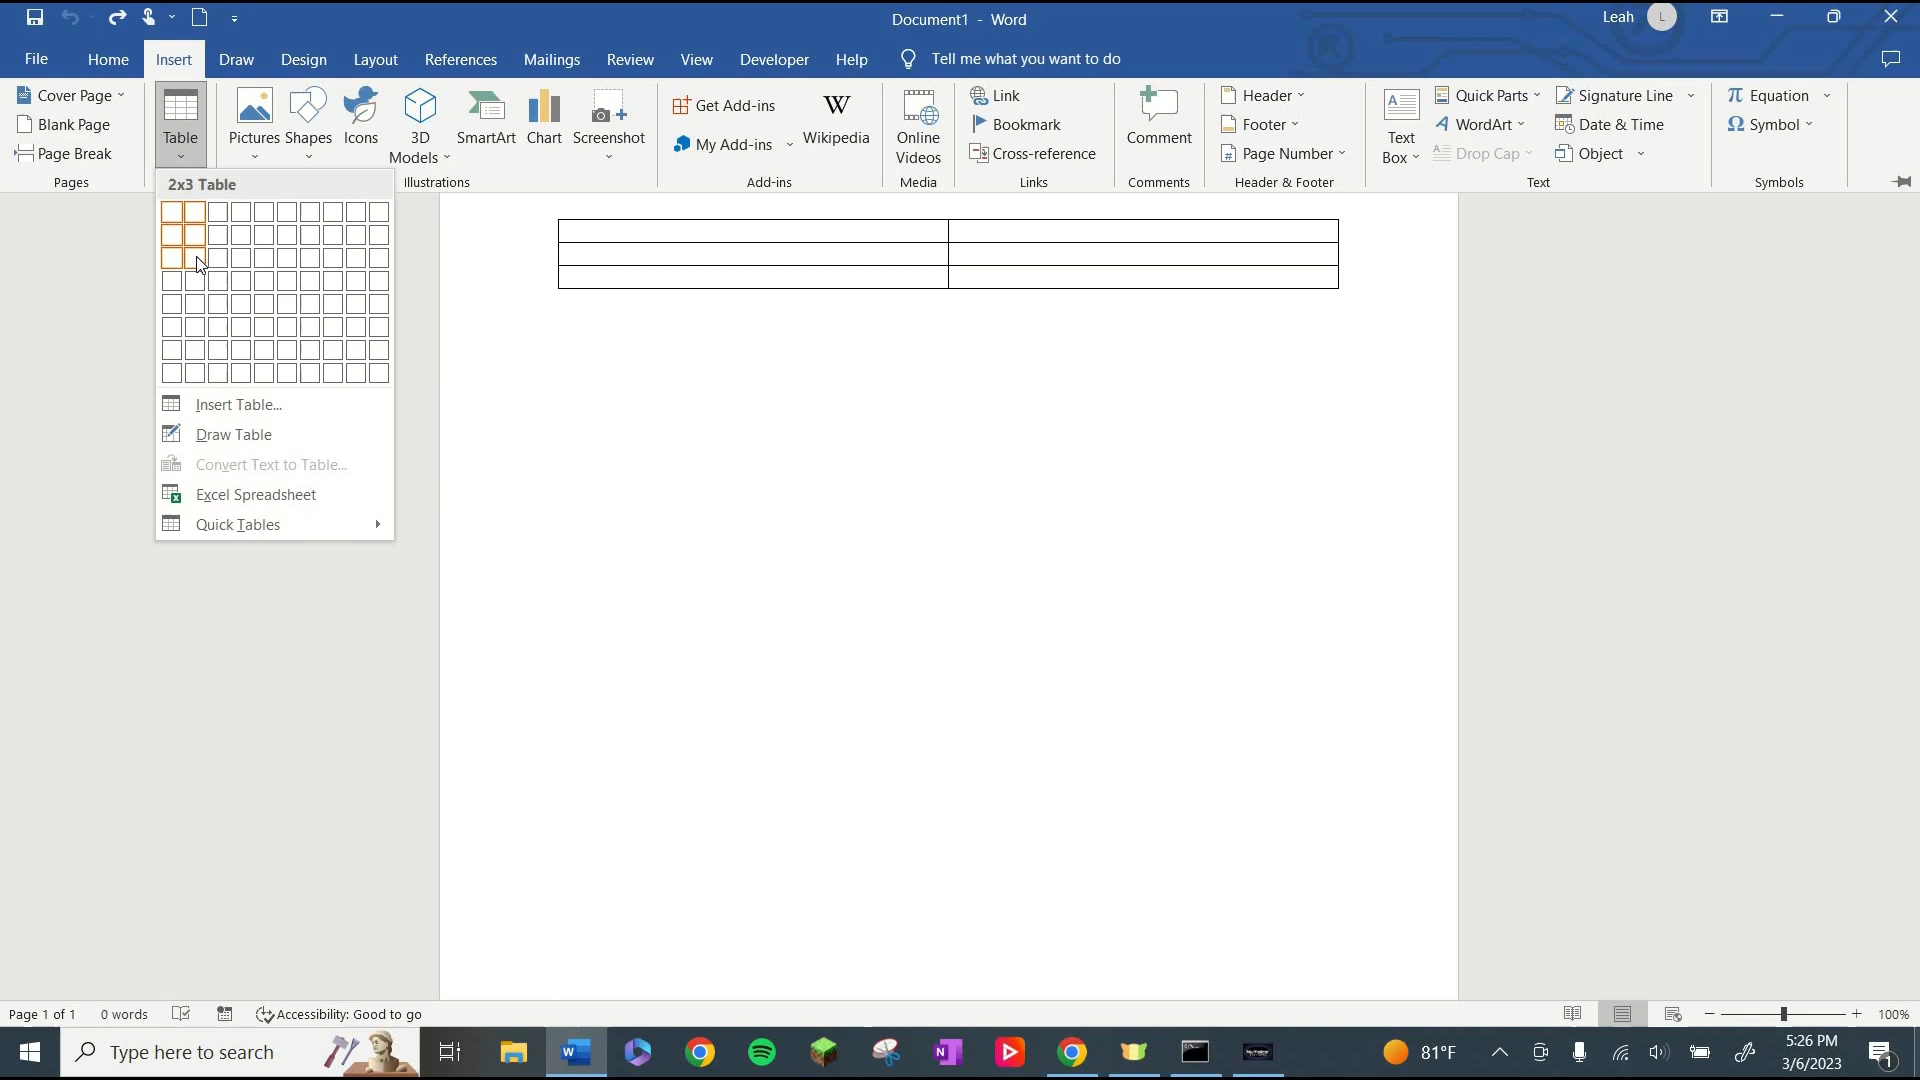 Document1 - Word
Leah
L
File
Home
Insert
Draw
Design
Layout
References
Mailings
Review
View
Developer
Help
Tell me what you want to do
Cover Page
Blank Page
Page Break
Pages
Table
Pictures
Shapes
Icons
3D
Models
SmartArt
Chart
Screenshot
Illustrations
Get Add-ins
My Add-ins
W
Wikipedia
Add-ins
Online
Videos
Media
Link
Bookmark
Cross-reference
Links
Comment
Comments
Header
Footer
Page Number
Header & Footer
Text
Box
Quick Parts
WordArt
Drop Cap
Signature Line
Date & Time
Object
Text
Equation
Symbol
Symbols
2x3 Table
Insert Table...
Draw Table
Convert Text to Table...
Excel Spreadsheet
Quick Tables
Page 1 of 1
0 words
Accessibility: Good to go
100%
Type here to search
81°F
5:26 PM
3/6/2023
1